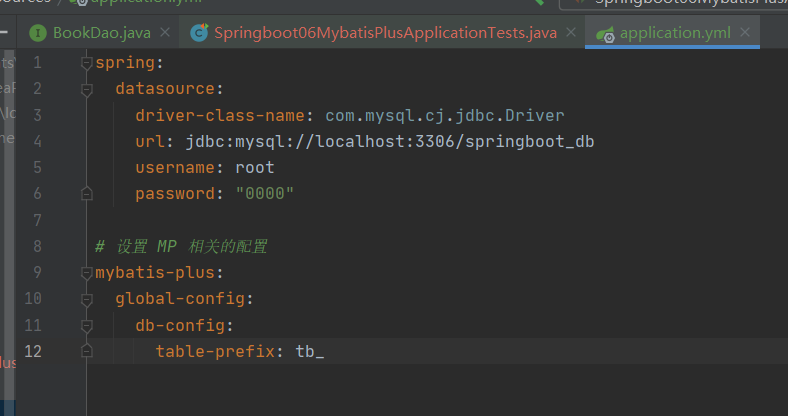 applicationyml
BookDao.java
Springboot06MybatisPlusApplicationTests.java
application.yml
1 spring:
2 datasource:
3 driver-class-name: com.mysql.cj.jdbc.Driver
4 url: jdbc:mysql://localhost:3306/springboot_db
5 username: root
6 password: "0000"
7
8 # 设置 MP 相关的配置
9 mybatis-plus:
10 global-config:
11 db-config:
12 table-prefix: tb_